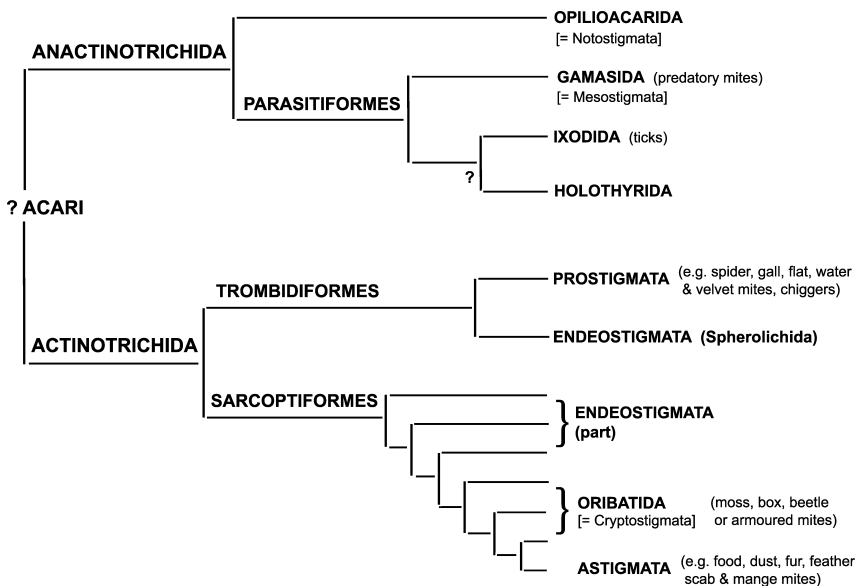 OPILIOACARIDA
[= Notostigmata]
ANACTINOTRICHIDA
GAMASIDA (predatory mites)
[= Mesostigmata]
PARASITIFORMES
IXODIDA (ticks)
?
HOLOTHYRIDA
? ACARI
PROSTIGMATA (e.g. spider, gall, flat, water
& velvet mites, chiggers)
TROMBIDIFORMES
ENDEOSTIGMATA (Spherolichida)
ACTINOTRICHIDA
SARCOPTIFORMES
ENDEOSTIGMATA
(part)
ORIBATIDA (moss, box, beetle
[= Cryptostigmata] or armoured mites)
ASTIGMATA (e.g. food, dust, fur, feather
scab & mange mites)